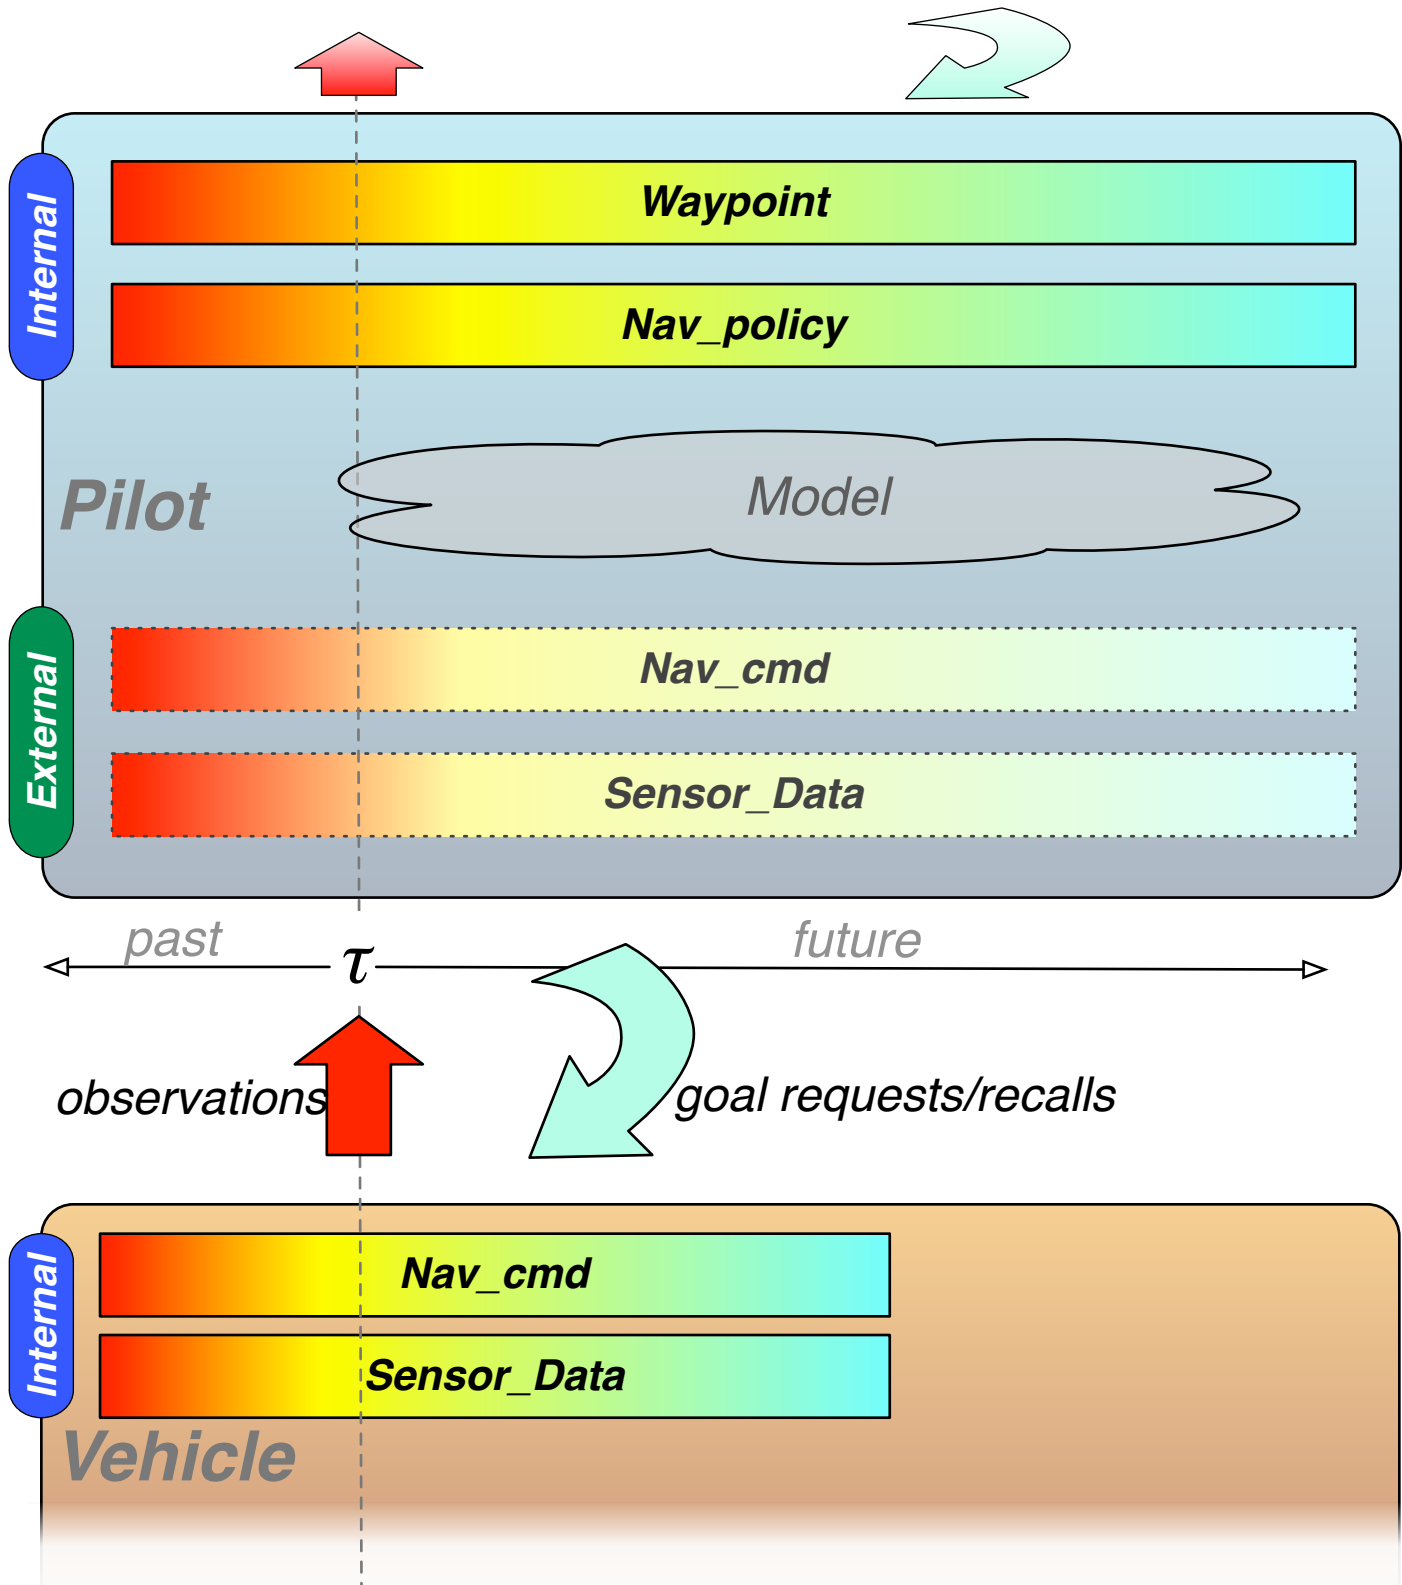 Internal
Waypoint
Nav_policy
Pilot
Model
External
Nav_cmd
Sensor_Data
past
τ
future
observations
goal requests/recalls
Internal
Nav_cmd
Sensor_Data
Vehicle